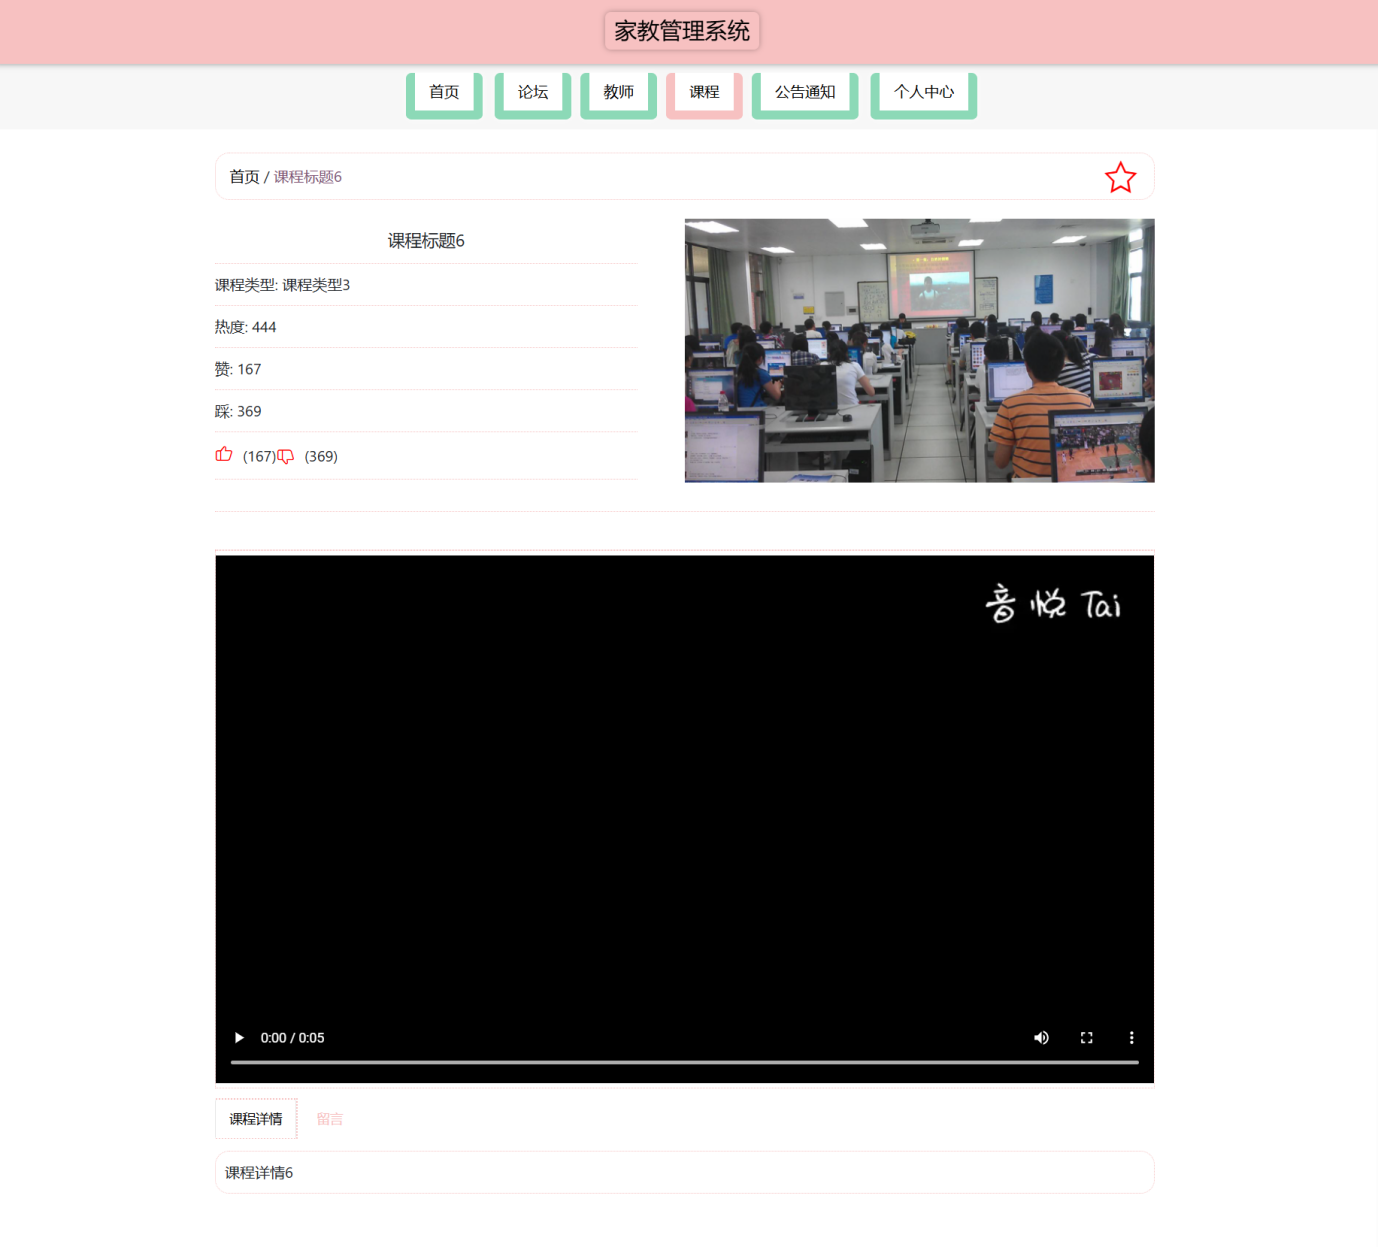 家教管理系统
首页 论坛 教师 课程 公告通知 个人中心
首页 / 课程标题6
课程标题6
课程类型: 课程类型3
热度: 444
赞: 167
踩: 369
(167) (369)
音悦 Tai
0:00 / 0:05
课程详情 留言
课程详情6